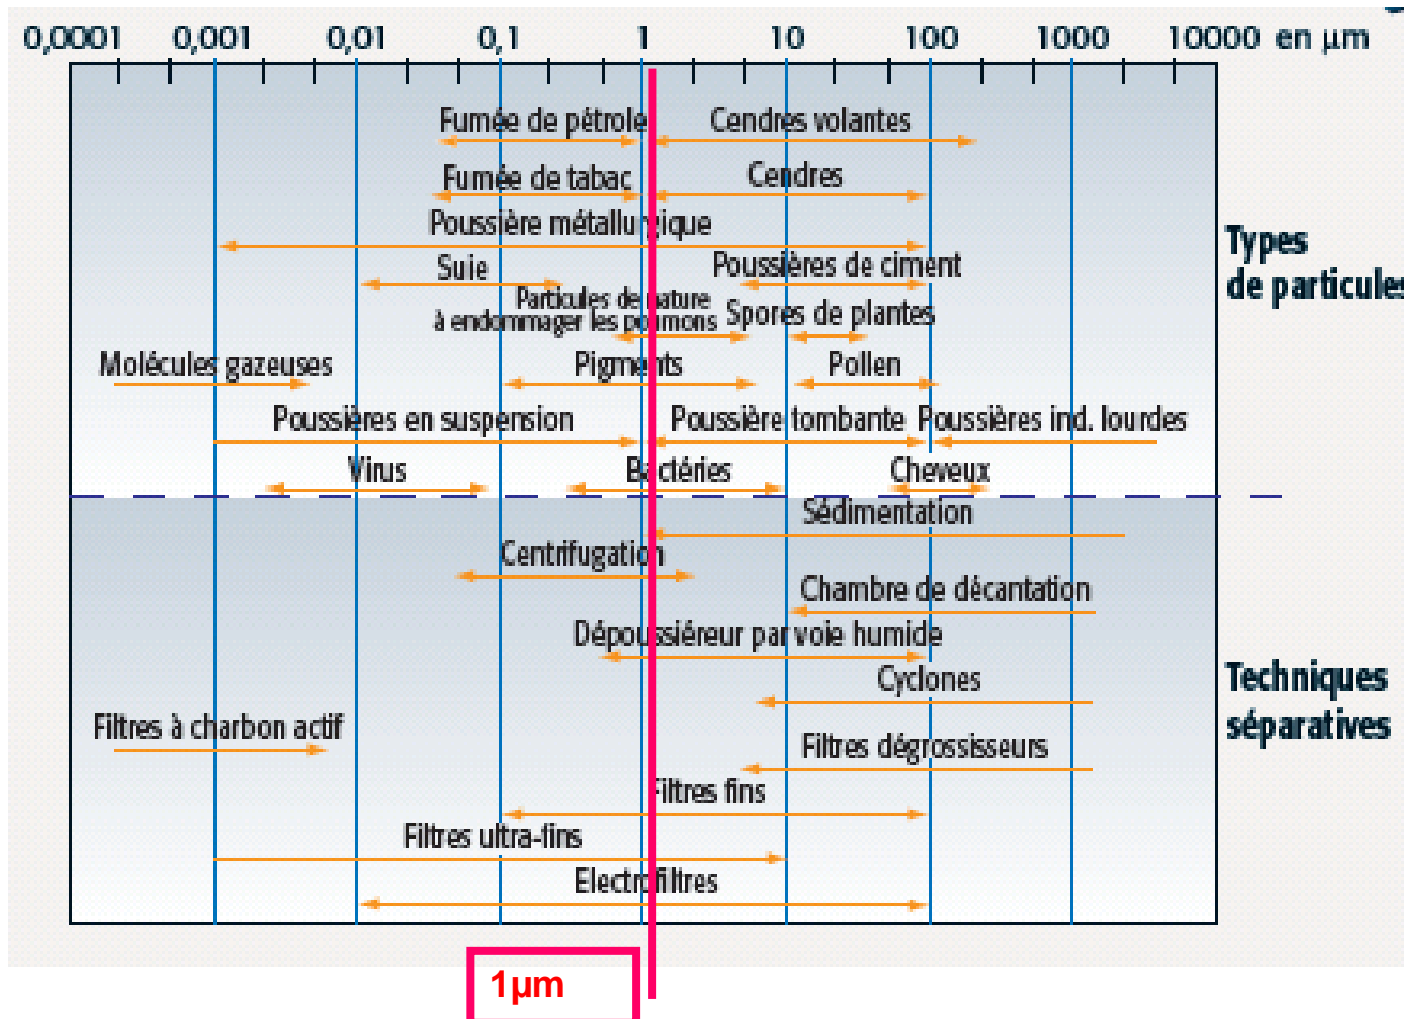 0,0001 0,001 0,01 0,1 1 10 100 1000 10000 en µm
Fumée de pétrole Cendres volantes
Fumée de tabac Cendres
Poussière métallurgique
Suie Poussières de ciment
Particules de nature
à endommager les poumons Spores de plantes
Molécules gazeuses Pigments Pollen
Poussières en suspension Poussière tombante Poussières ind. lourdes
Virus Bactéries Cheveux
Types
de particules
Sédimentation
Centrifugation
Chambre de décantation
Dépoussiéreur par voie humide
Cyclones
Filtres à charbon actif
Filtres dégrossisseurs
Filtres fins
Filtres ultra-fins
Electrofiltres
Techniques
séparatives
1µm